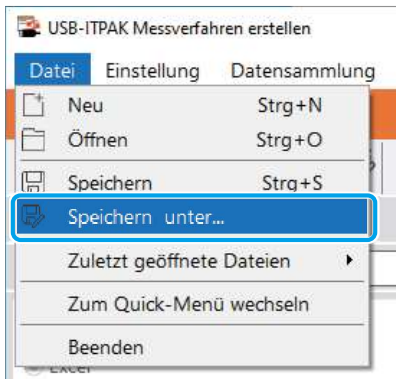 USB-ITPAK Messverfahren erstellen
Datei Einstellung Datensammlung
Neu Strg+N
Öffnen Strg+O
Speichern Strg+S
Speichern unter...
Zuletzt geöffnete Dateien
Zum Quick-Menü wechseln
Beenden
Excel